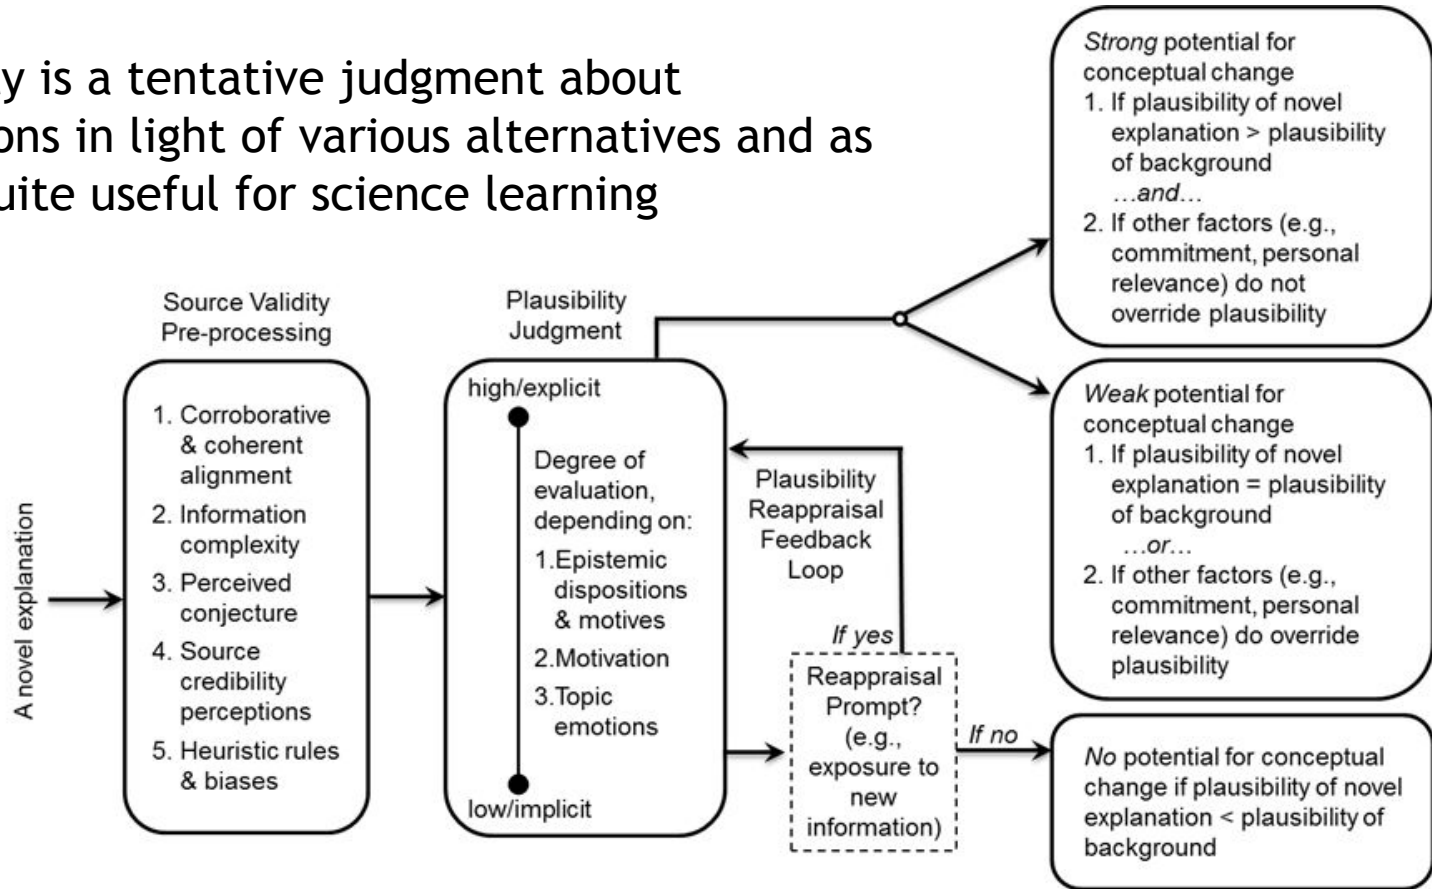 y is a tentative judgment about
ons in light of various alternatives and as
uite useful for science learning
A novel explanation
Source Validity
Pre-processing
1. Corroborative
& coherent
alignment
2. Information
complexity
3. Perceived
conjecture
4. Source
credibility
perceptions
5. Heuristic rules
& biases
Plausibility
Judgment
high/explicit
Degree of
evaluation,
depending on:
1.Epistemic
dispositions
& motives
2.Motivation
3.Topic
emotions
low/implicit
Plausibility
Reappraisal
Feedback
Loop
If yes
Reappraisal
Prompt?
(e.g.,
exposure to
new
information)
If no
Strong potential for
conceptual change
1. If plausibility of novel
explanation > plausibility
of background
...and...
2. If other factors (e.g.,
commitment, personal
relevance) do not
override plausibility
Weak potential for
conceptual change
1. If plausibility of novel
explanation = plausibility
of background
...or...
2. If other factors (e.g.,
commitment, personal
relevance) do override
plausibility
No potential for conceptual
change if plausibility of novel
explanation < plausibility of
background